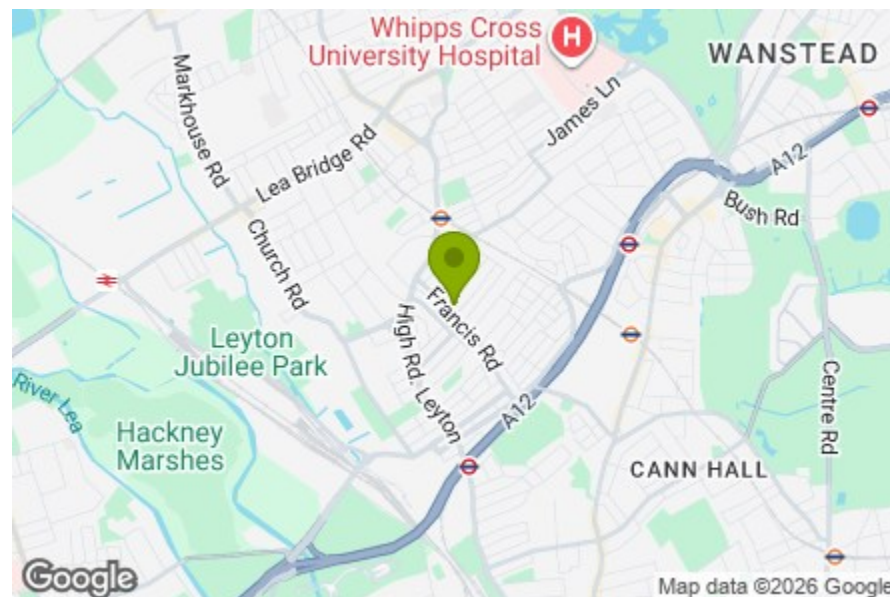 Whipps Cross
University Hospital
H
WANSTEAD
Markhouse Rd
James Ln
Lea Bridge Rd
A12
Bush Rd
Church Rd
Francis Rd
High Rd. Leyton
Leyton
Jubilee Park
River Lea
A12
Centre Rd
Hackney
Marshes
CANN HALL
Google
Map data ©2026 Google